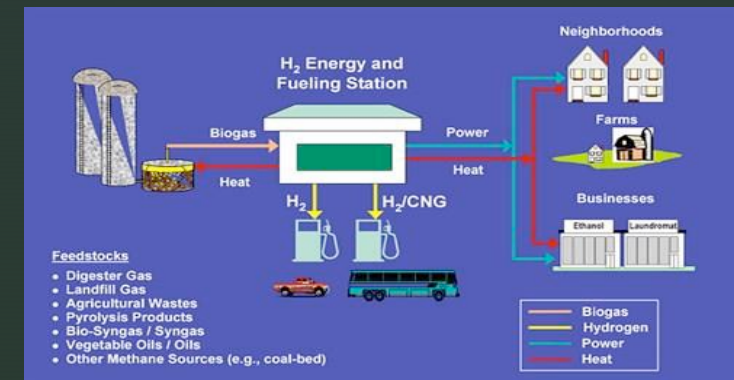 H₂ Energy and
Fueling Station
Neighborhoods
Biogas
Power
Heat
Heat
Farms
H₂
H₂/CNG
Businesses
Ethanol
Laundromat
Feedstocks
• Digester Gas
• Landfill Gas
• Agricultural Wastes
• Pyrolysis Products
• Bio-Syngas / Syngas
• Vegetable Oils / Oils
• Other Methane Sources (e.g., coal-bed)
Biogas
Hydrogen
Power
Heat